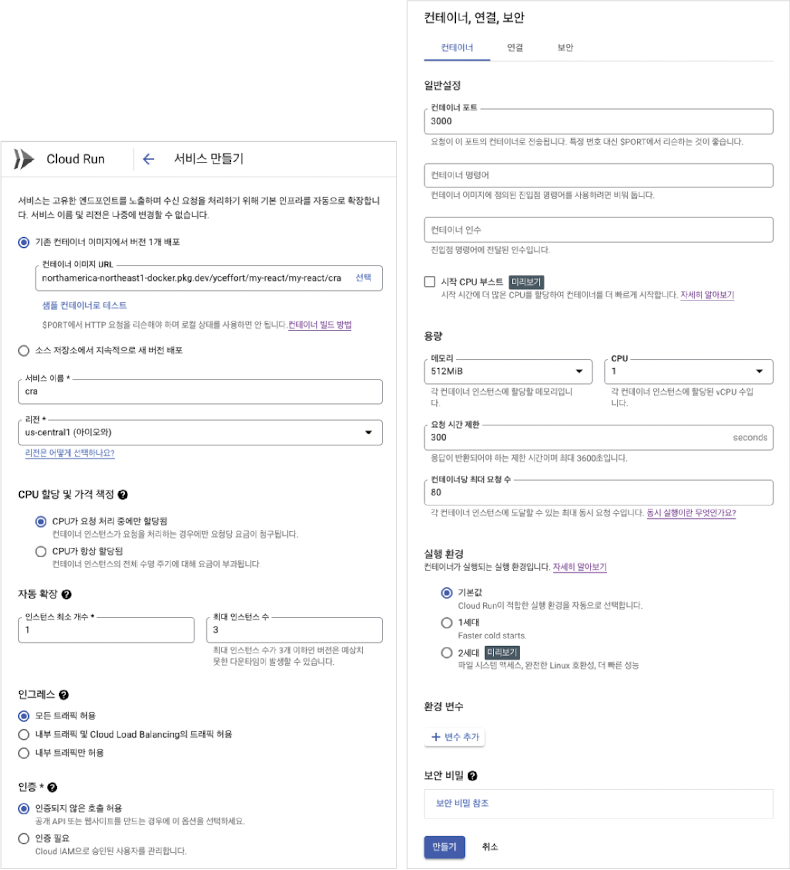 Cloud Run
서비스 만들기
서비스는 고유한 엔드포인트를 노출하며 수신 요청을 처리하기 위해 기본 인프라를 자동으로 확장합니
다. 서비스 이름 및 리전은 나중에 변경할 수 없습니다.
기존 컨테이너 이미지에서 버전 1개 배포
컨테이너 이미지 URL
northamerica-northeast1-docker.pkg.dev/yceffort/my-react/my-react/cra 선택
샘플 컨테이너로 테스트
$PORT에서 HTTP 요청을 리슨해야 하며 로컬 상태를 사용하면 안 됩니다. 컨테이너 빌드 방법
소스 저장소에서 지속적으로 새 버전 배포
서비스 이름 *
cra
리전 *
us-central1 (아이오와)
리전은 어떻게 선택하나요?
CPU 할당 및 가격 책정
CPU가 요청 처리 중에만 할당됨
컨테이너 인스턴스가 요청을 처리하는 경우에만 요청당 요금이 청구됩니다.
CPU가 항상 할당됨
컨테이너 인스턴스의 전체 수명 주기에 대해 요금이 부과됩니다.
자동 확장
인스턴스 최소 개수 *
1
최대 인스턴스 수
3
최대 인스턴스 수가 3개 이하면 버전은 예상치
못한 다운타임이 발생할 수 있습니다.
인그레스
모든 트래픽 허용
내부 트래픽 및 Cloud Load Balancing의 트래픽 허용
내부 트래픽만 허용
인증 *
인증되지 않은 호출 허용
공개 API 또는 웹사이트를 만드는 경우에 이 옵션을 선택하세요.
인증 필요
Cloud IAM으로 승인된 사용자를 관리합니다.
컨테이너, 연결, 보안
컨테이너 연결 보안
일반설정
컨테이너 포트
3000
요청이 이 포트의 컨테이너로 전송됩니다. 특정 번호 대신 $PORT에서 리슨하는 것이 좋습니다.
컨테이너 명령어
컨테이너 이미지에 정의된 진입점 명령어를 사용하려면 비워 둡니다.
컨테이너 인수
진입점 명령어에 전달된 인수입니다.
시작 CPU 부스트 미리보기
시작 시간에 더 많은 CPU를 할당하여 컨테이너를 더 빠르게 시작합니다. 자세히 알아보기
용량
메모리
512MiB
각 컨테이너 인스턴스에 할당할 메모리입니
다.
CPU
1
각 컨테이너 인스턴스에 할당된 vCPU 수입
니다.
요청 시간 제한
300 seconds
응답이 반환되어야 하는 제한 시간이며 최대 3600초입니다.
컨테이너당 최대 요청 수
80
각 컨테이너 인스턴스에 도달할 수 있는 최대 동시 요청 수입니다. 동시 실행이란 무엇인가요?
실행 환경
컨테이너가 실행되는 실행 환경입니다. 자세히 알아보기
기본값
Cloud Run이 적합한 실행 환경을 자동으로 선택합니다.
1세대
Faster cold starts.
2세대 미리보기
파일 시스템 액세스, 완전한 Linux 호환성, 더 빠른 성능
환경 변수
+ 변수 추가
보안 비밀
보안 비밀 참조
만들기 취소